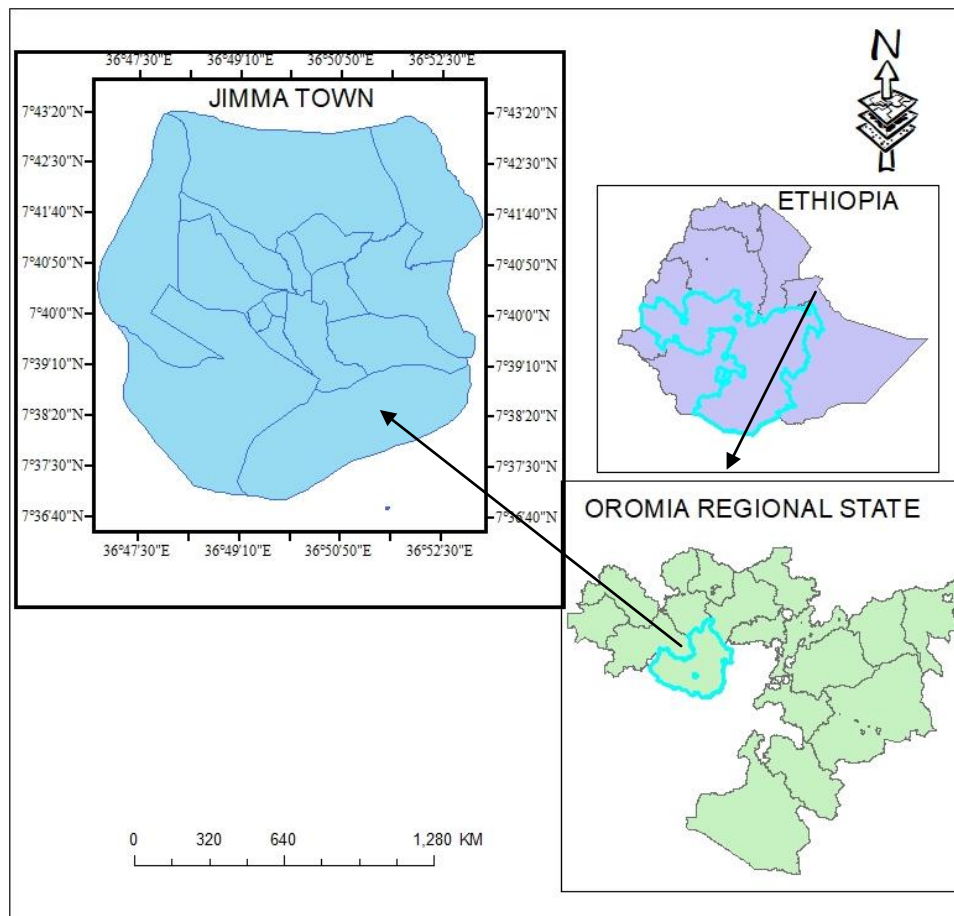 36°47'30"E 36°49'10"E 36°50'50"E 36°52'30"E
JIMMA TOWN
7°43'20"N 7°43'20"N
7°42'30"N 7°42'30"N
7°41'40"N 7°41'40"N
7°40'50"N 7°40'50"N
7°40'0"N 7°40'0"N
7°39'10"N 7°39'10"N
7°38'20"N 7°38'20"N
7°37'30"N 7°37'30"N
7°36'40"N 7°36'40"N
36°47'30"E 36°49'10"E 36°50'50"E 36°52'30"E
N
ETHIOPIA
OROMIA REGIONAL STATE
0 320 640 1,280 KM